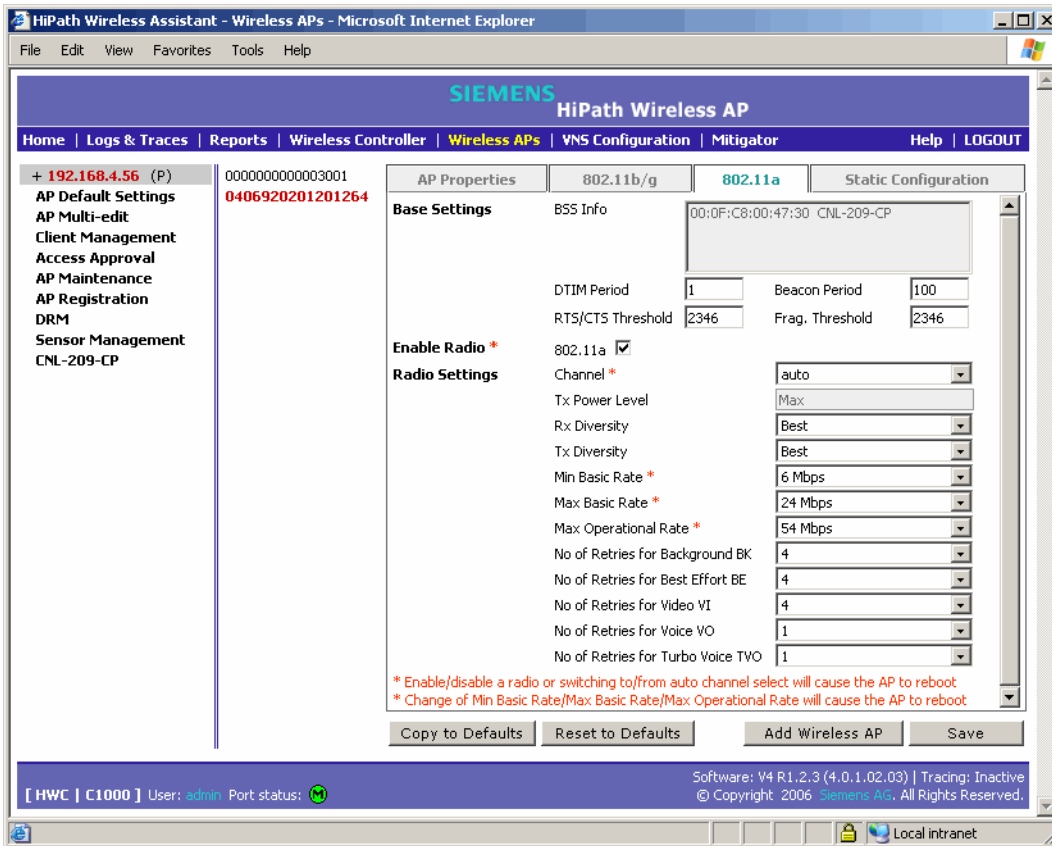 HiPath Wireless Assistant - Wireless APs - Microsoft Internet Explorer
File Edit View Favorites Tools Help
SIEMENS
HiPath Wireless AP
Home | Logs & Traces | Reports | Wireless Controller | Wireless APs | VNS Configuration | Mitigator Help | LOGOUT
+ 192.168.4.56 (P)
AP Default Settings
AP Multi-edit
Client Management
Access Approval
AP Maintenance
AP Registration
DRM
Sensor Management
CNL-209-CP
0000000000003001
0406920201201264
AP Properties 802.11b/g 802.11a Static Configuration
Base Settings BSS Info 00:0F:C8:00:47:30 CNL-209-CP
DTIM Period 1 Beacon Period 100
RTS/CTS Threshold 2346 Frag. Threshold 2346
Enable Radio * 802.11a
Radio Settings Channel * auto
Tx Power Level Max
Rx Diversity Best
Tx Diversity Best
Min Basic Rate * 6 Mbps
Max Basic Rate * 24 Mbps
Max Operational Rate * 54 Mbps
No of Retries for Background BK 4
No of Retries for Best Effort BE 4
No of Retries for Video VI 4
No of Retries for Voice VO 1
No of Retries for Turbo Voice TVO 1
* Enable/disable a radio or switching to/from auto channel select will cause the AP to reboot
* Change of Min Basic Rate/Max Basic Rate/Max Operational Rate will cause the AP to reboot
Copy to Defaults Reset to Defaults Add Wireless AP Save
Software: V4 R1.2.3 (4.0.1.02.03) | Tracing: Inactive
[ HWC | C1000 ] User: admin Port status: M © Copyright 2006 Siemens AG. All Rights Reserved.
Local intranet